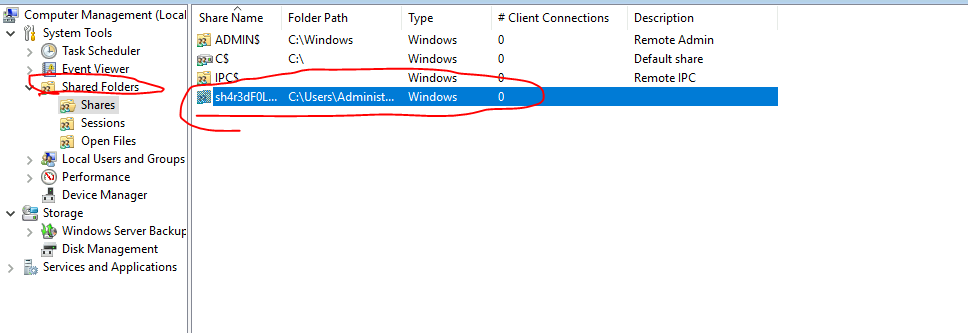 Computer Management (Local
System Tools
Task Scheduler
Event Viewer
Shared Folders
Shares
Sessions
Open Files
Local Users and Groups
Performance
Device Manager
Storage
Windows Server Backup
Disk Management
Services and Applications
Share Name Folder Path Type # Client Connections Description
ADMIN$ C:\Windows Windows 0 Remote Admin
C$ C:\ Windows 0 Default share
IPC$ Windows 0 Remote IPC
sh4r3dF0L... C:\Users\Administ... Windows 0